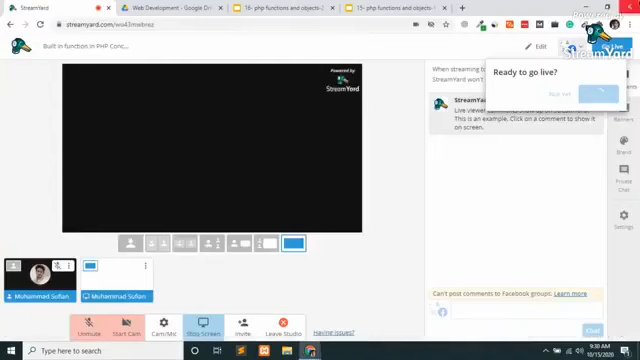 StreamYard
Web Development - Google Dri
16- php functions and objects-2
15- php functions and objects-1
streamyard.com/wo43mwebrez
Built in function in PHP Conc...
Edit
Go Live
StreamYard
Powered by
StreamYard
When streaming to
StreamYard won't
Ready to go live?
Not yet
Live viewer comments show up on StreamYard.
This is an example. Click on a comment to show it
on screen.
Banners
Brand
Private
Chat
Settings
Muhammad Sufian
Muhammad Sufian
Can't post comments to Facebook groups. Learn more
Chat
Unmute
Start Cam
Cam/Mic
Stop Screen
Invite
Leave Studio
Having issues?
Type here to search
9:30 AM
10/15/2020